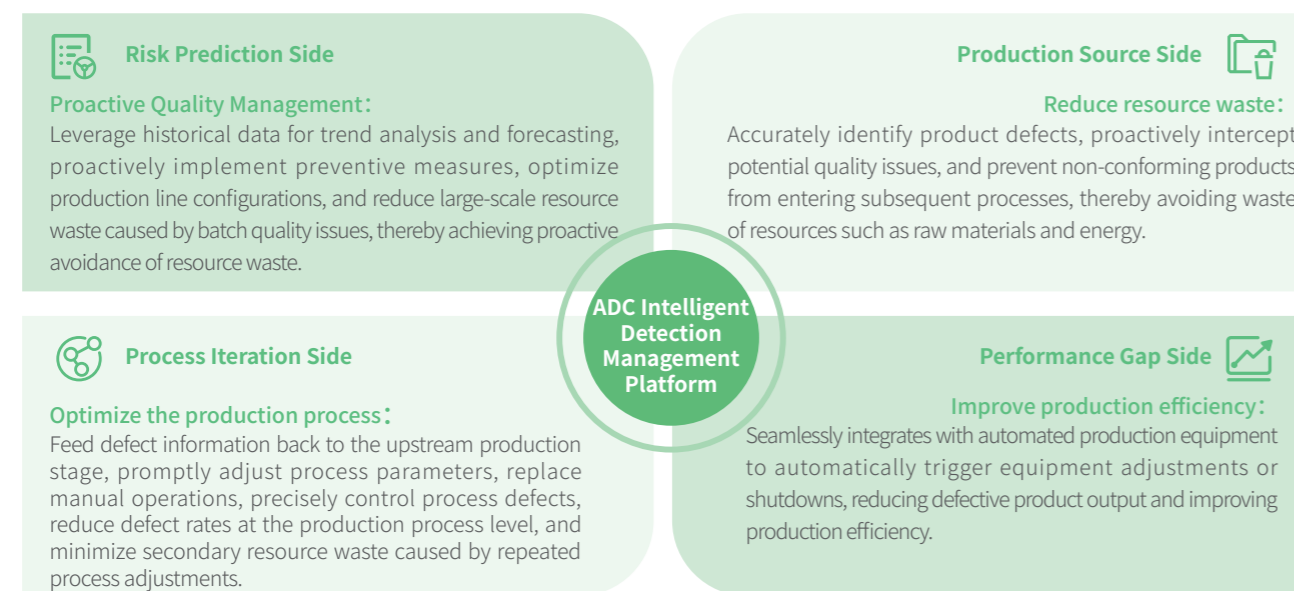 Risk Prediction Side
Proactive Quality Management：
Leverage historical data for trend analysis and forecasting,
proactively implement preventive measures, optimize
production line configurations, and reduce large-scale resource
waste caused by batch quality issues, thereby achieving proactive
avoidance of resource waste.
Production Source Side
Reduce resource waste：
Accurately identify product defects, proactively intercept
potential quality issues, and prevent non-conforming products
from entering subsequent processes, thereby avoiding waste
of resources such as raw materials and energy.
ADC Intelligent
Detection
Management
Platform
Process Iteration Side
Optimize the production process：
Feed defect information back to the upstream production
stage, promptly adjust process parameters, replace
manual operations, precisely control process defects,
reduce defect rates at the production process level, and
minimize secondary resource waste caused by repeated
process adjustments.
Performance Gap Side
Improve production efficiency：
Seamlessly integrates with automated production equipment
to automatically trigger equipment adjustments or
shutdowns, reducing defective product output and improving
production efficiency.